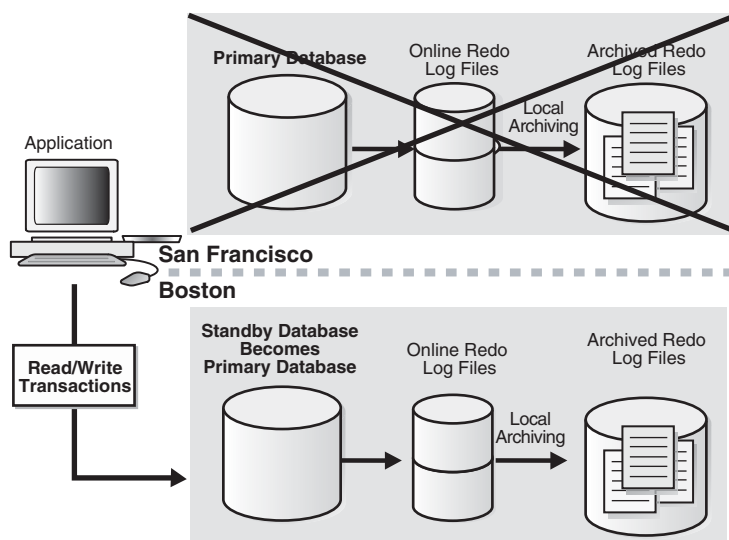 Primary Database
Online Redo
Log Files
Archived Redo
Log Files
Local
Archiving
Application
San Francisco
Boston
Read/Write
Transactions
Standby Database
Becomes
Primary Database
Online Redo
Log Files
Archived Redo
Log Files
Local
Archiving